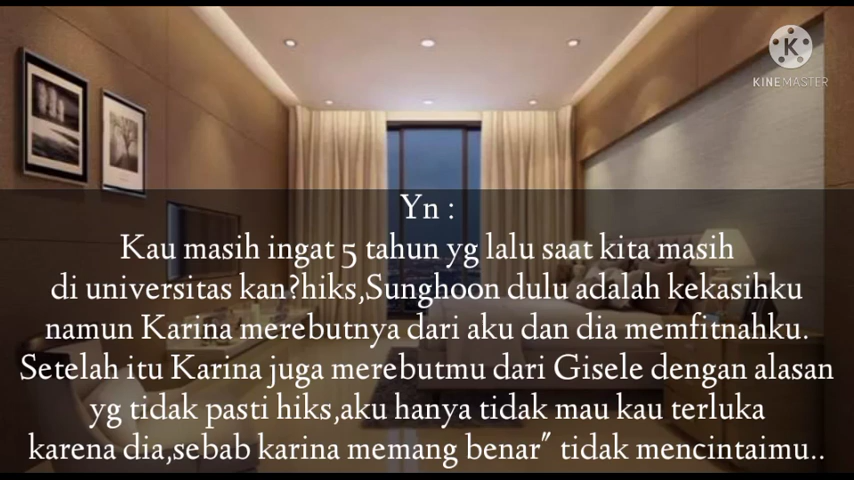 K
KINEMASTER
Yn :
Kau masih ingat 5 tahun yg lalu saat kita masih
di universitas kan?hiks,Sunghoon dulu adalah kekasihku
namun Karina merebutnya dari aku dan dia memfitnahku.
Setelah itu Karina juga merebutmu dari Gisele dengan alasan
yg tidak pasti hiks,aku hanya tidak mau kau terluka
karena dia,sebab karina memang benar" tidak mencintaimu..